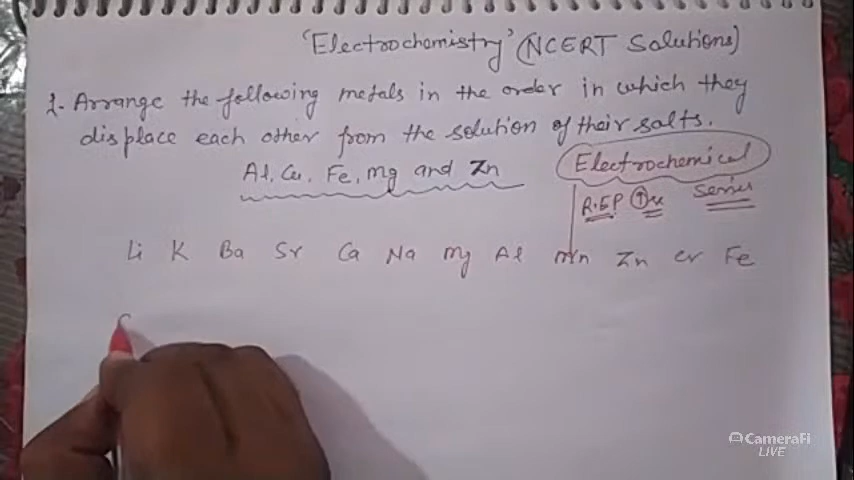 'Electrochemistry' (NCERT Solutions)
1- Arrange the following metals in the order in which they
displace each other from the solution of their salts.
Al, Cu, Fe, Mg and Zn
Electrochemical
R.EP ↑es Series
Li K Ba Sr Ca Na Mg Al Mn Zn Cr Fe
CameraFi
LIVE